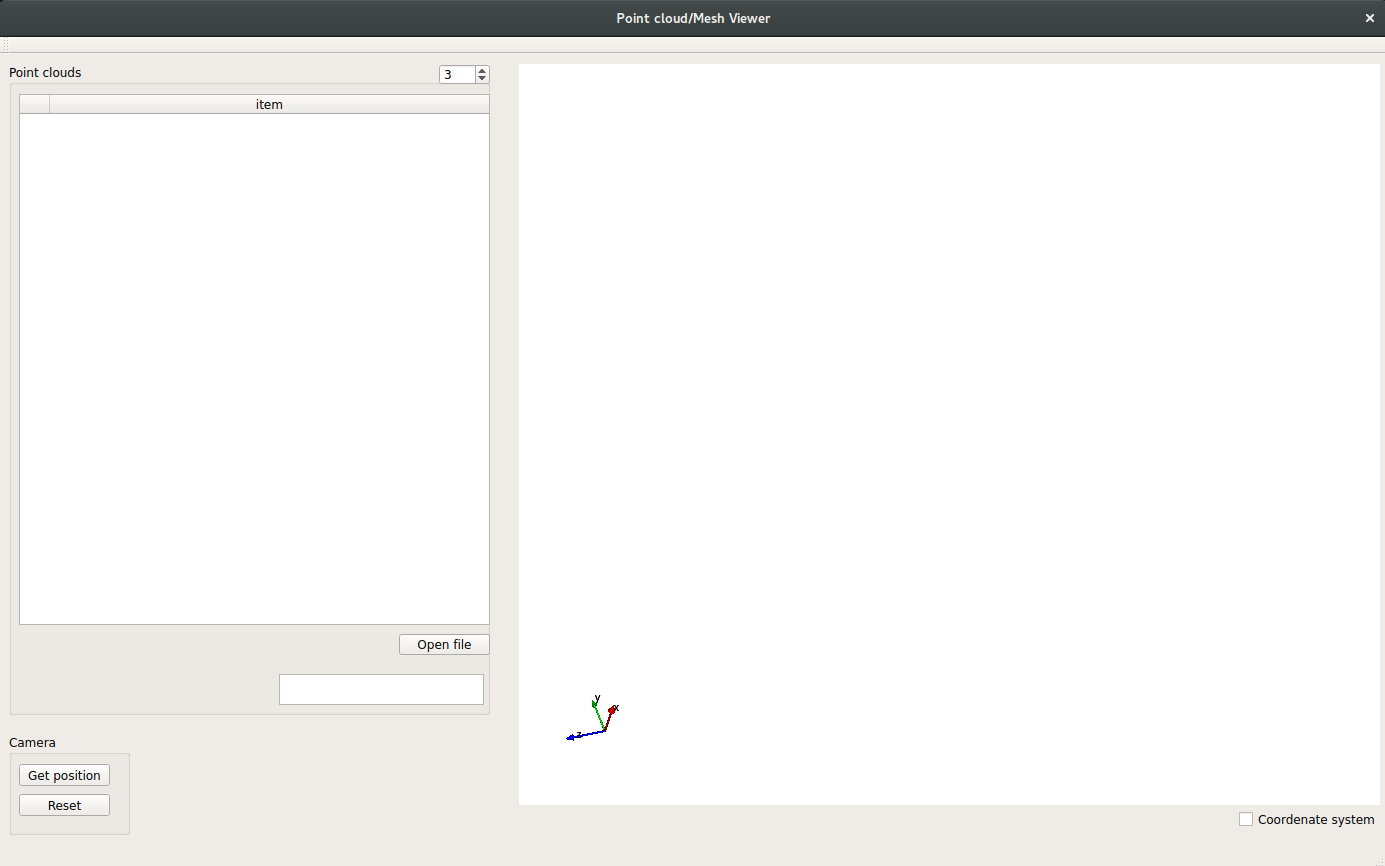 Point cloud/Mesh Viewer
Point clouds
3
item
Open file
y
x
z
Camera
Get position
Reset
Coordenate system